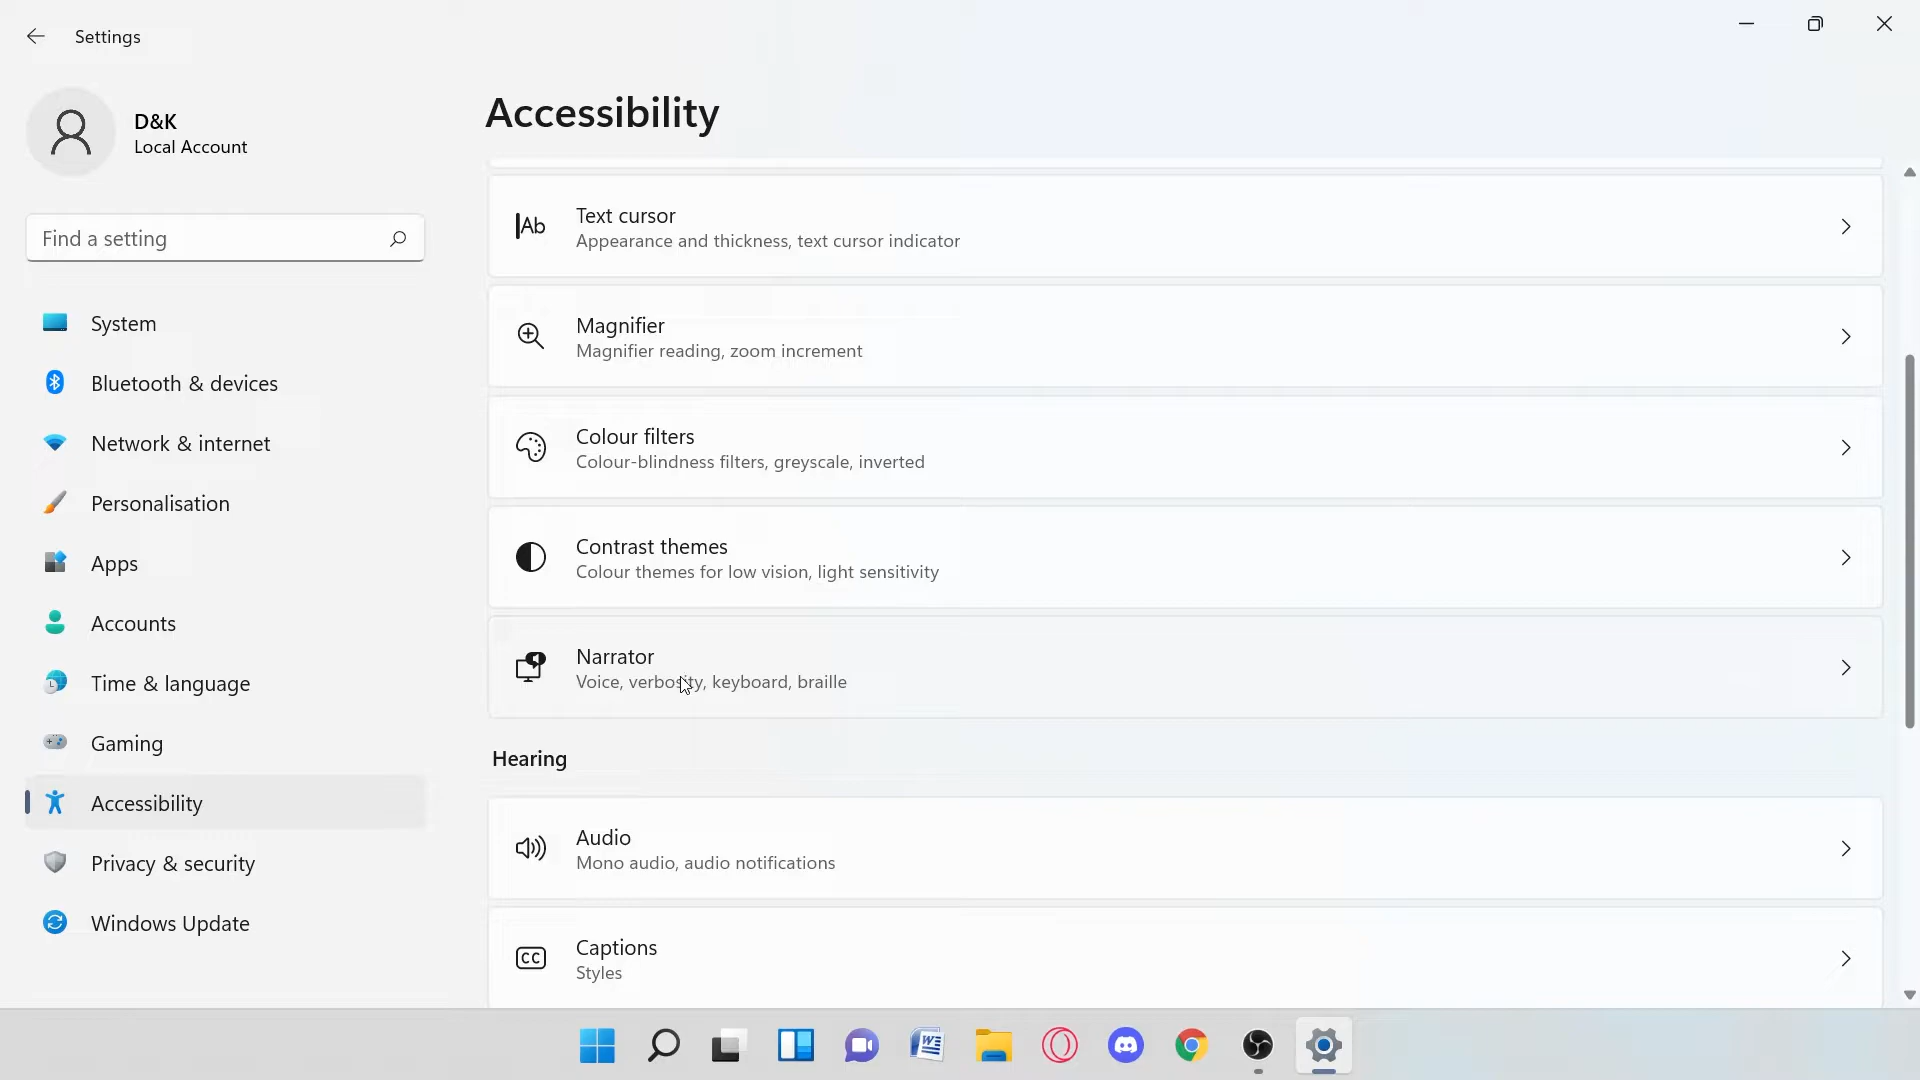 Settings
D&K
Local Account
Find a setting
System
Bluetooth & devices
Network & internet
Personalisation
Apps
Accounts
Time & language
Gaming
Accessibility
Privacy & security
Windows Update
Accessibility
Text cursor
Appearance and thickness, text cursor indicator
Magnifier
Magnifier reading, zoom increment
Colour filters
Colour-blindness filters, greyscale, inverted
Contrast themes
Colour themes for low vision, light sensitivity
Narrator
Voice, verbosity, keyboard, braille
Hearing
Audio
Mono audio, audio notifications
Captions
Styles